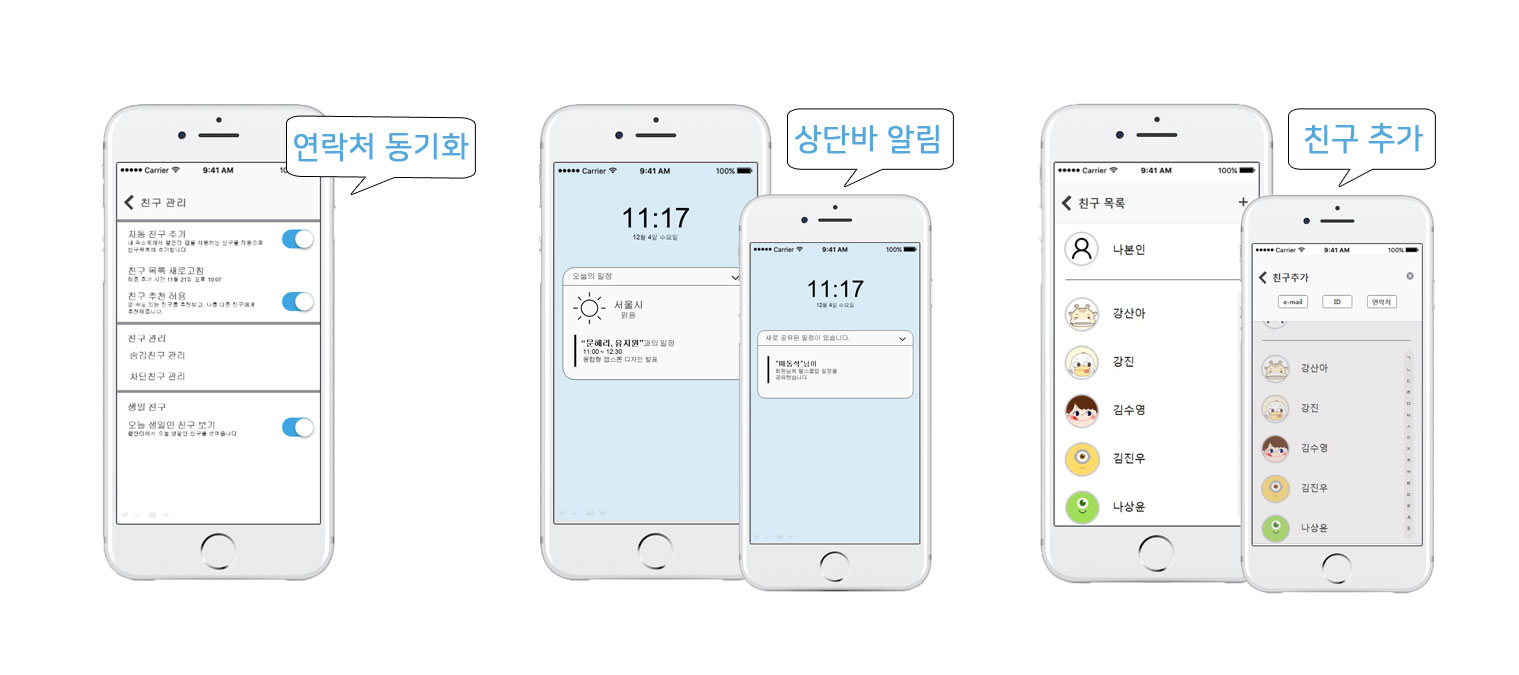 연락처 동기화
●●●●● Carrier 9:41 AM 10
친구 관리
자동 친구 추가
내 주소록에서 캘린더 앱을 사용하는 친구를 자동으로
친구목록에 추가합니다
친구 목록 새로고침
최종 추가 시간 11월 21일 오후 10:07
친구 추천 허용
알 수도 있는 친구를 추천받고, 나를 다른 친구에게
추천해줍니다.
친구 관리
숨김친구 관리
차단친구 관리
생일 친구
오늘 생일인 친구 보기
캘린더에서 오늘 생일인 친구를 보여줍니다
상단바 알림
●●●●● Carrier 9:41 AM 100%
11:17
12월 4일 수요일
오늘의 일정
서울시
맑음
"문혜리, 유지원"과의 일정
11:00 ~ 12:30
융합형 캡스톤 디자인 발표
●●●●● Carrier 9:41 AM 100%
11:17
12월 4일 수요일
새로 공유된 일정이 있습니다.
"마동석"님이
회원님께 헬스클럽 일정을
공유했습니다
친구 추가
●●●●● Carrier 9:41 AM 100%
친구 목록 +
나본인
강산아
강진
김수영
김진우
나상윤
●●●●● Carrier 9:41 AM 100%
친구추가
e-mail ID 연락처
강산아
강진
김수영
김진우
나상윤